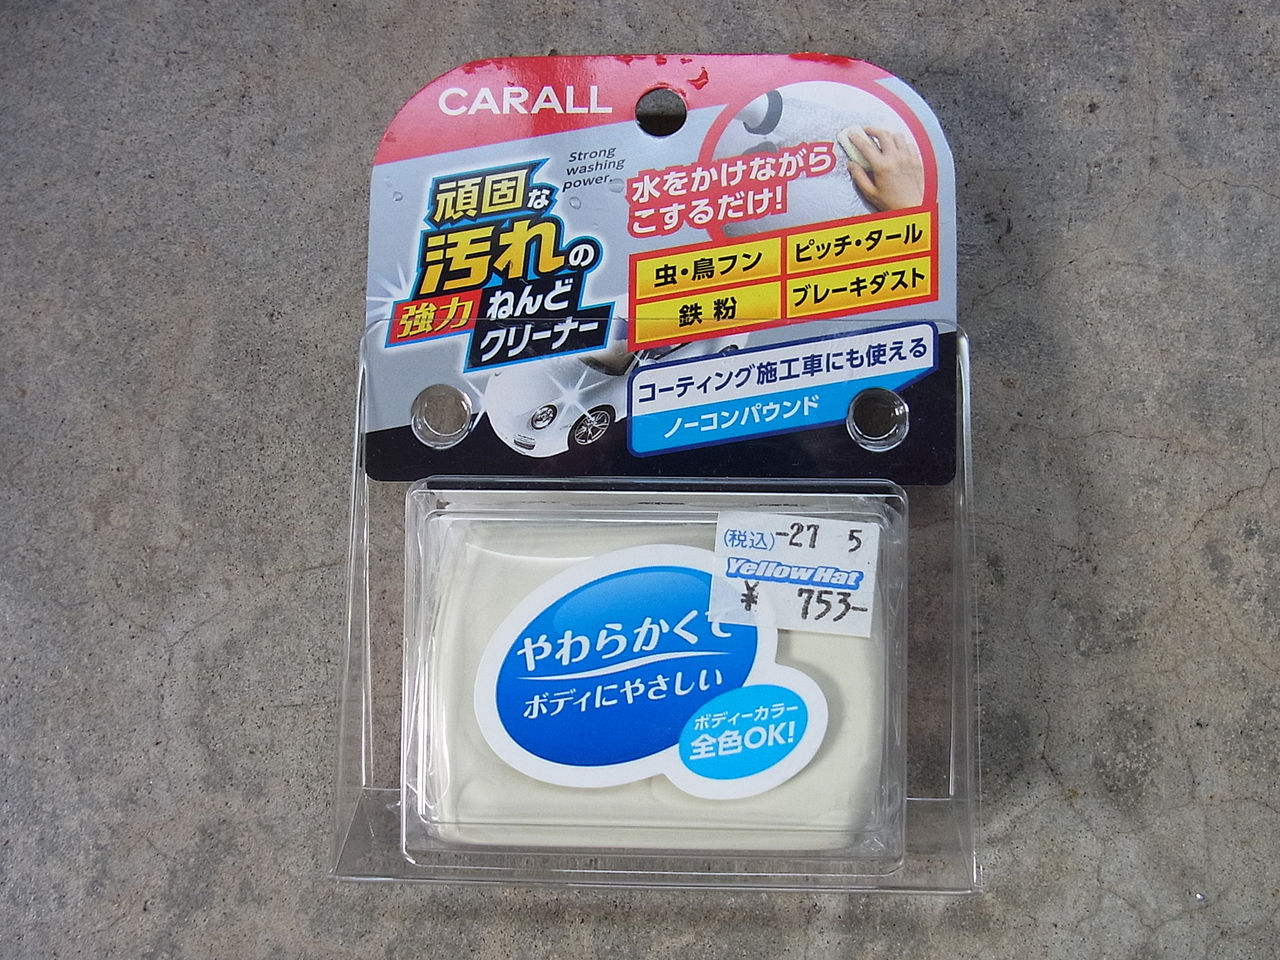 CARALL
Strong
washing
power.
頑固な
汚れの
強力 ねんど
クリーナー
水をかけながら
こするだけ!
虫・鳥フン
ピッチ・タール
鉄粉
ブレーキダスト
コーティング施工車にも使える
ノーコンパウンド
(税込)-27 5
YellowHat
¥ 753-
やわらかくて
ボディにやさしい
ボディーカラー
全色OK!